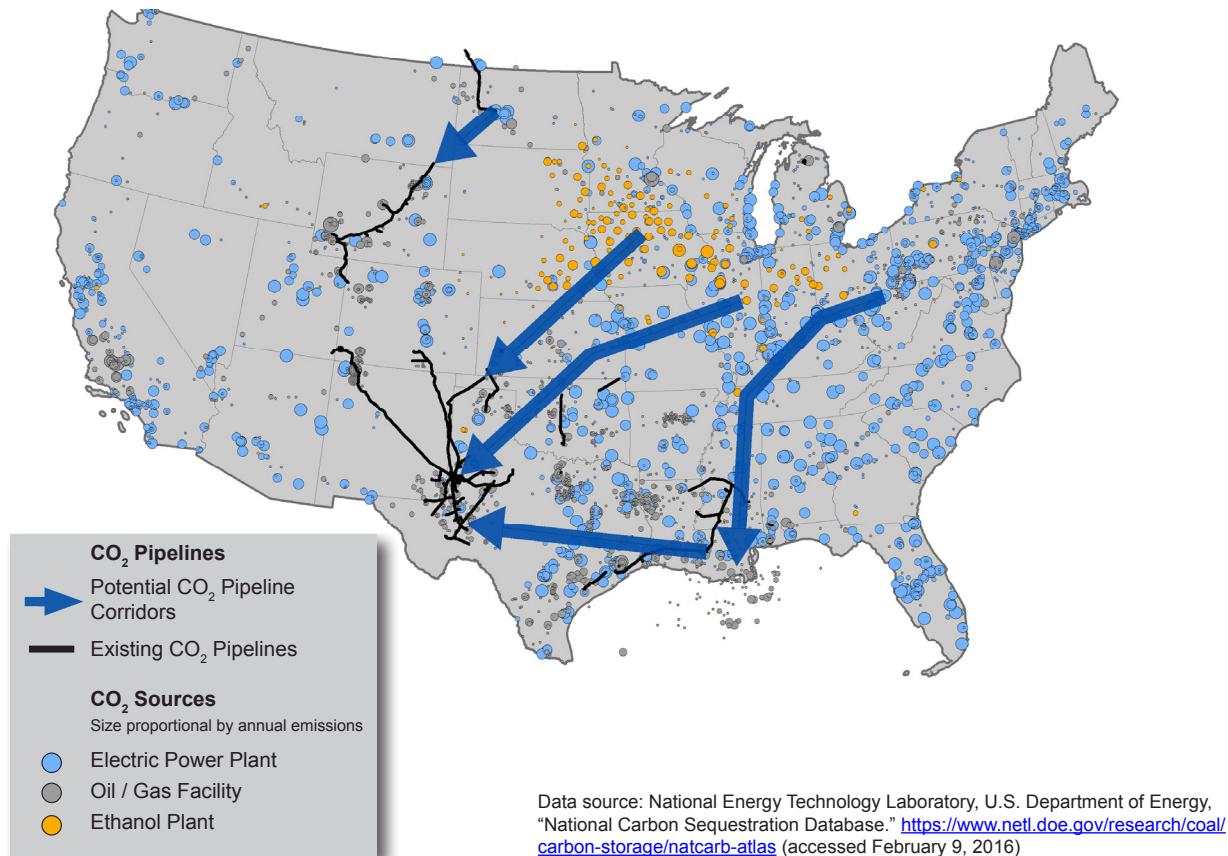 CO₂ Pipelines
Potential CO₂ Pipeline
Corridors
Existing CO₂ Pipelines
CO₂ Sources
Size proportional by annual emissions
Electric Power Plant
Oil / Gas Facility
Ethanol Plant
Data source: National Energy Technology Laboratory, U.S. Department of Energy,
“National Carbon Sequestration Database.” https://www.netl.doe.gov/research/coal/
carbon-storage/natcarb-atlas (accessed February 9, 2016)